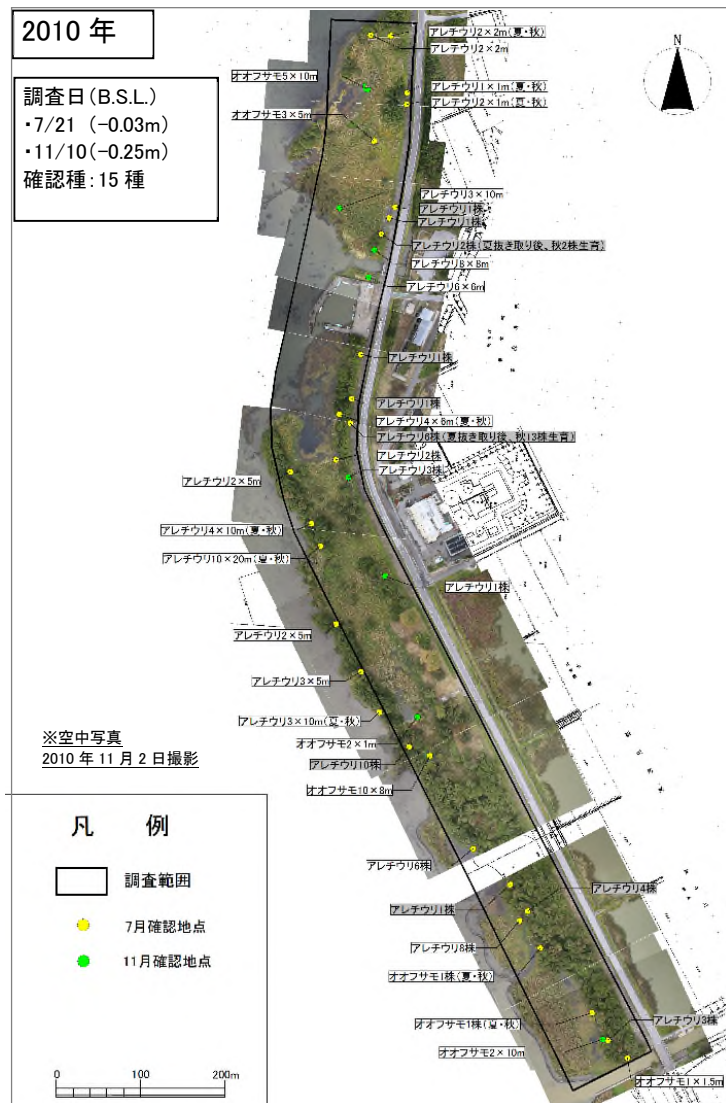 2010 年
調査日(B.S.L.)
・7/21 (-0.03m)
・11/10(-0.25m)
確認種：15 種
N
アレチウリ2×2m(夏・秋)
アレチウリ2×2m
オオフサモ5×10m
アレチウリ1×1m(夏・秋)
アレチウリ2×1m(夏・秋)
オオフサモ3×5m
アレチウリ3×10m
アレチウリ1株
アレチウリ1株
アレチウリ2株(夏抜き取り後、秋2株生育)
アレチウリ8×8m
アレチウリ6×6m
アレチウリ1株
アレチウリ1株
アレチウリ4×8m(夏・秋)
アレチウリ6株(夏抜き取り後、秋13株生育)
アレチウリ2株
アレチウリ3株
アレチウリ2×5m
アレチウリ4×10m(夏・秋)
アレチウリ10×20m(夏・秋)
アレチウリ1株
アレチウリ2×5m
アレチウリ3×5m
アレチウリ3×10m(夏・秋)
※空中写真
2010 年 11 月 2 日撮影
オオフサモ2×1m
アレチウリ10株
オオフサモ10×8m
アレチウリ6株
アレチウリ4株
アレチウリ1株
アレチウリ8株
オオフサモ1株(夏・秋)
オオフサモ1株(夏・秋)
アレチウリ3株
オオフサモ2×10m
オオフサモ1×1.5m
凡 例
調査範囲
7月確認地点
11月確認地点
0 100 200m